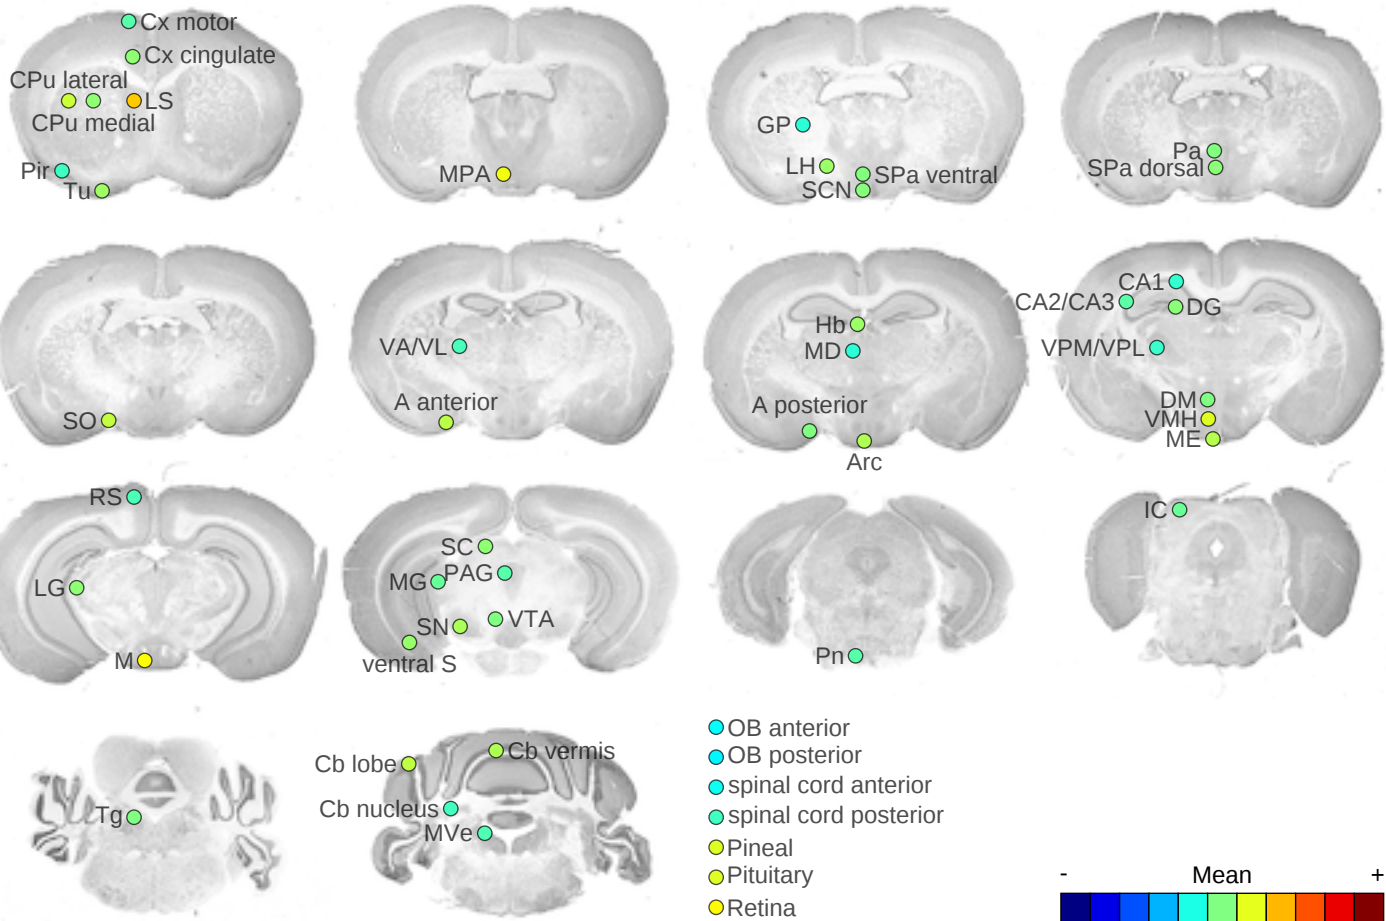 Cx motor
Cx cingulate
CPu lateral
LS
CPu medial
Pir
Tu
MPA
GP
LH
SPa ventral
SCN
Pa
SPa dorsal
SO
VA/VL
A anterior
Hb
MD
A posterior
Arc
CA1
CA2/CA3
DG
VPM/VPL
DM
VMH
ME
RS
LG
M
SC
MG
PAG
SN
VTA
ventral S
Pn
IC
Tg
Cb lobe
Cb vermis
Cb nucleus
MVe
OB anterior
OB posterior
spinal cord anterior
spinal cord posterior
Pineal
Pituitary
Retina
- Mean +